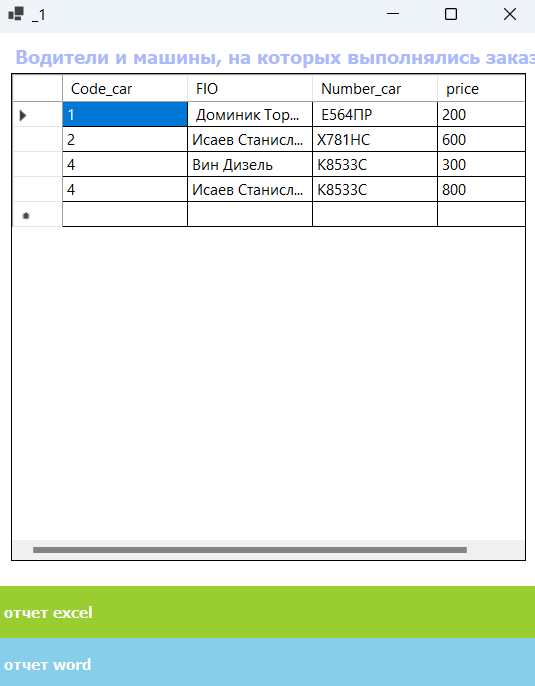 _1
Водители и машины, на которых выполнялись заказ
Code_car FIO Number_car price
1 Доминик Тор... Е564ПР 200
2 Исаев Станисл... Х781НС 600
4 Вин Дизель К8533С 300
4 Исаев Станисл... К8533С 800
отчет excel
отчет word